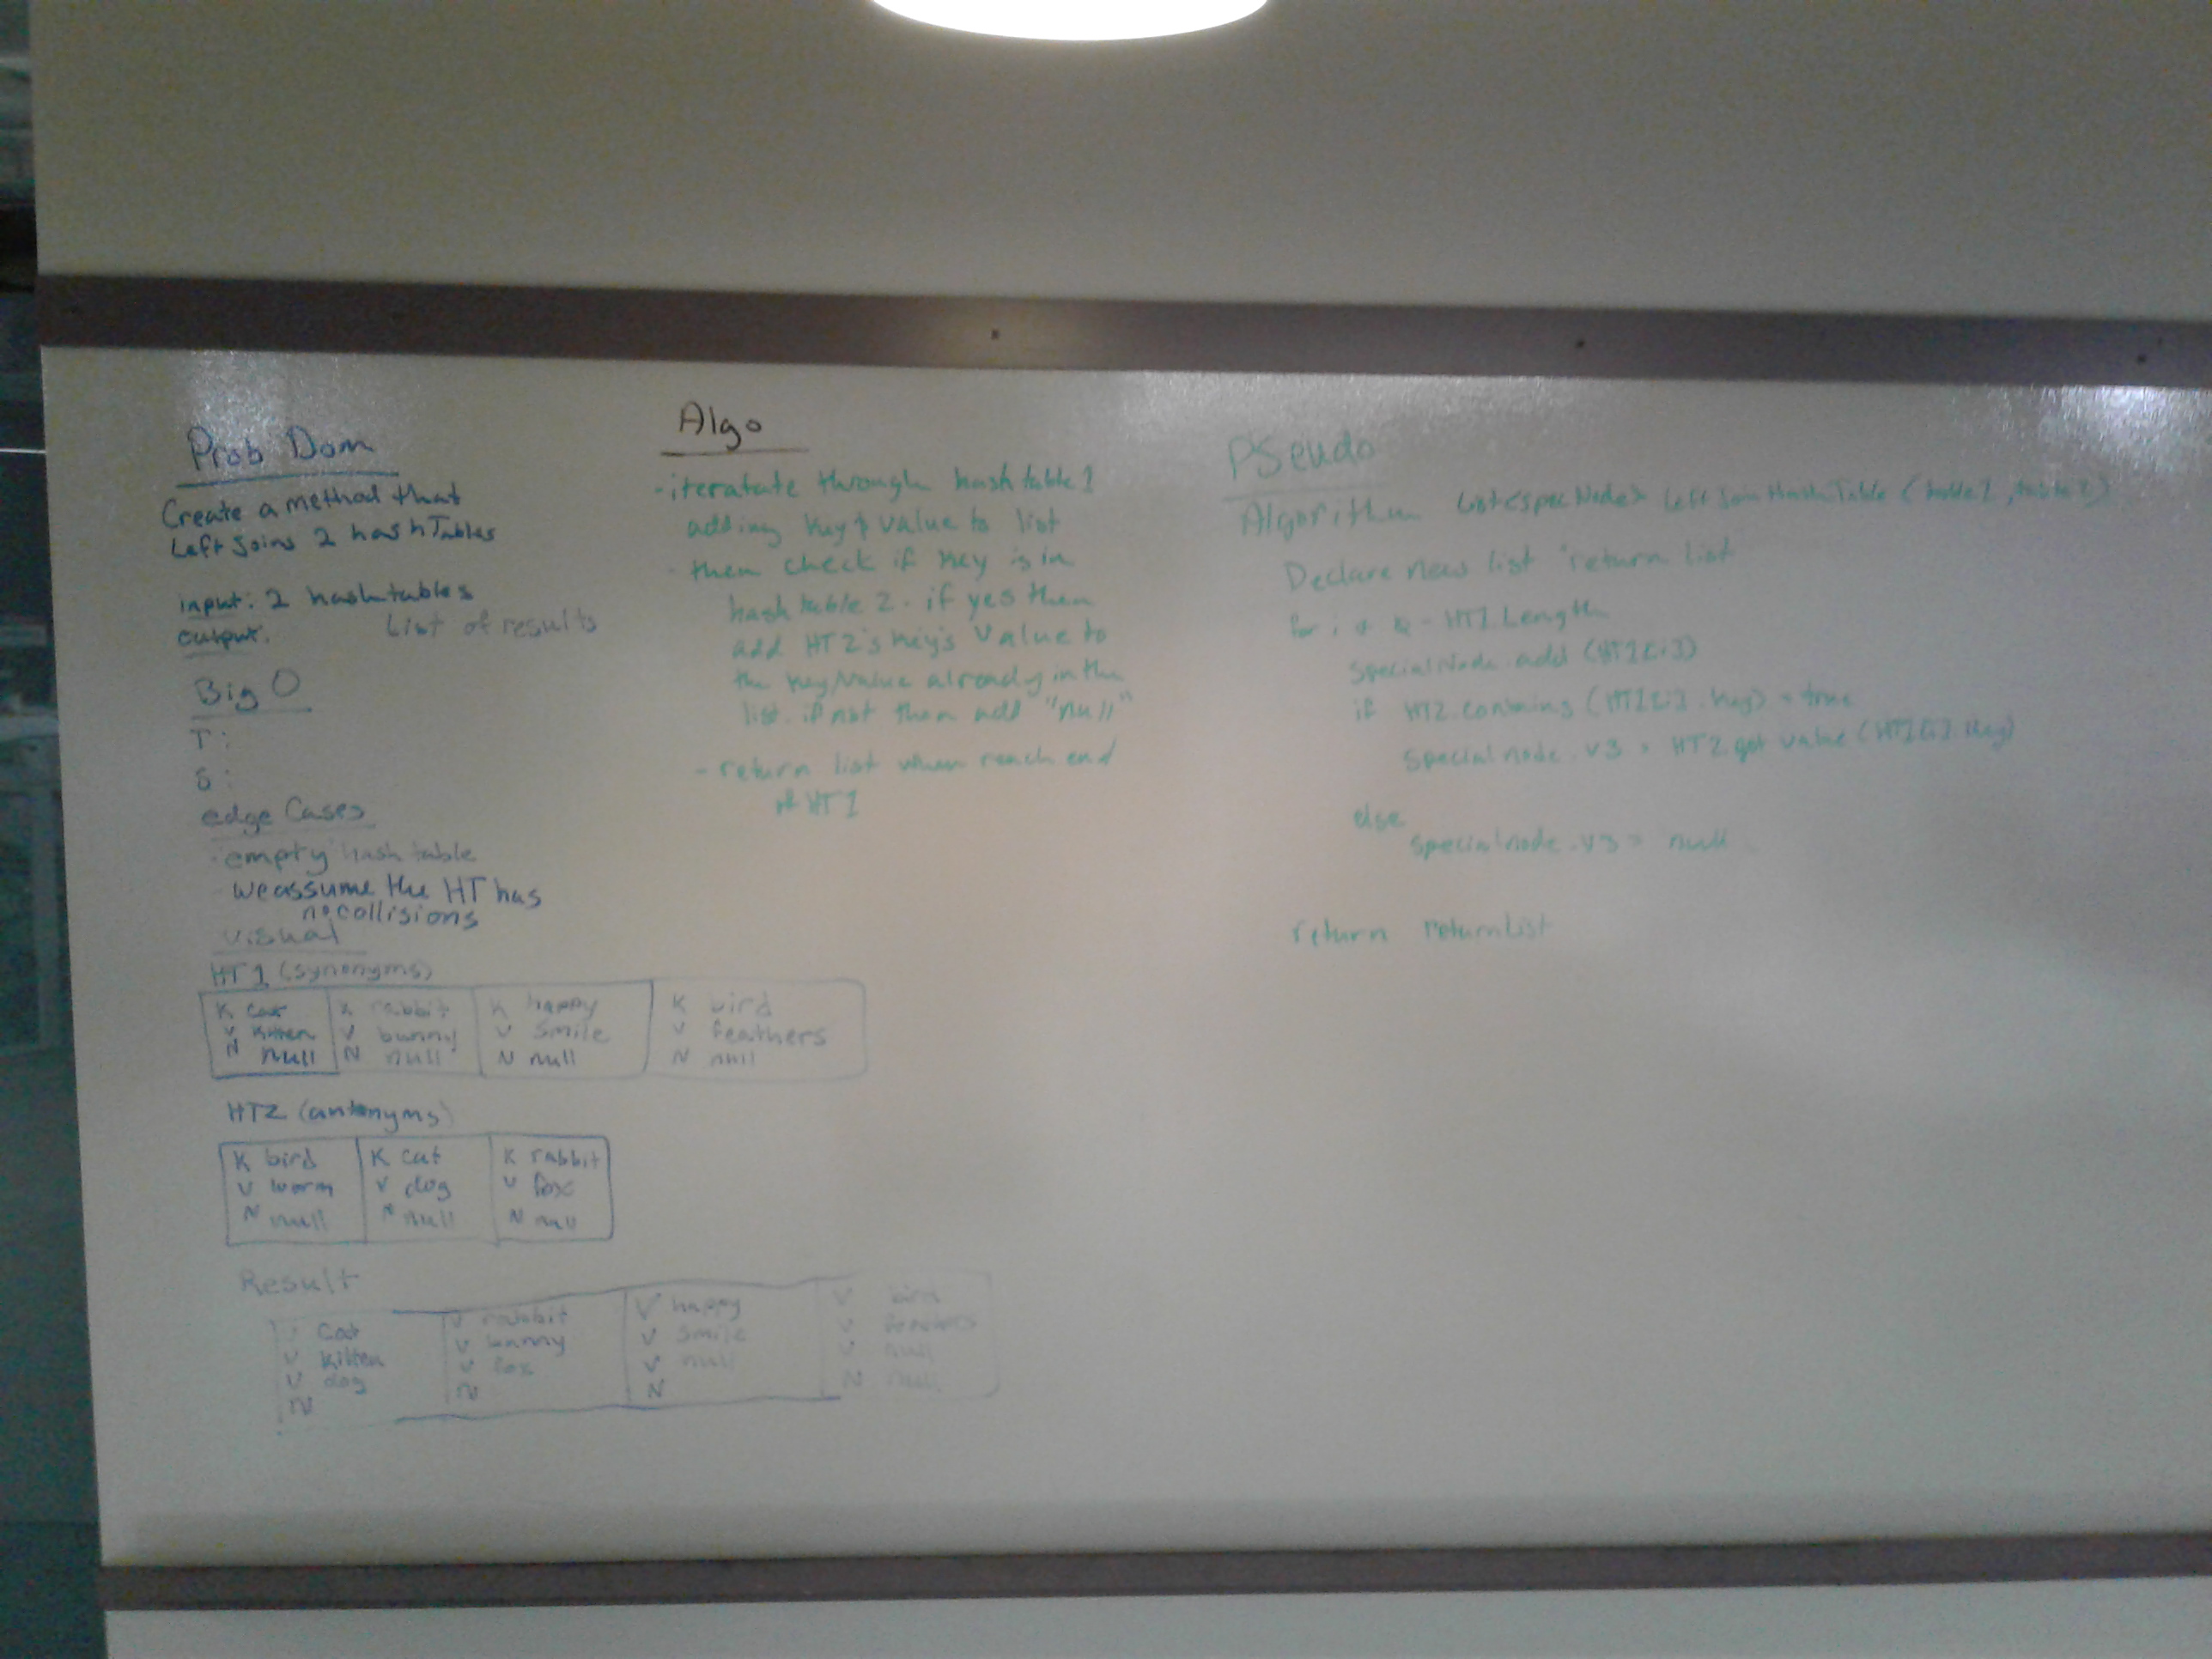 Prob Dom
Create a method that
Left Joins 2 hashTables
input: 2 hashtables
output: List of results
Big O
T:
S:
edge Cases
- empty hash table
- we assume the HT has
no collisions
visual
HT1 (synonyms)
K cat K rabbit K happy K bird
V kitten V bunny V smile V feathers
N null N null N null N null
HT2 (antonyms)
K bird K cat K rabbit
V worm V dog V fox
N null N null N null
Result
V cat V rabbit V happy V bird
V kitten V bunny V smile V feathers
V dog V fox V null V null
N N N N null
Algo
- iteratate through hash table 1
adding key & value to list
- then check if key is in
hash table 2. if yes then
add HT2's key's value to
the key/value already in the
list. if not then add "null"
- return list when reach end
of HT1
PSeudo
Algorithm List<specNode> LeftJoinHashTable (table1, table2)
Declare new list "return list
for i HT1 Length
SpecialNode.add (HT1[i])
if HT2.contains (HT1[i].key) = true
Specialnode.v3 = HT2.get value (HT1[i].key)
else
Specialnode.v3 = null
return returnList